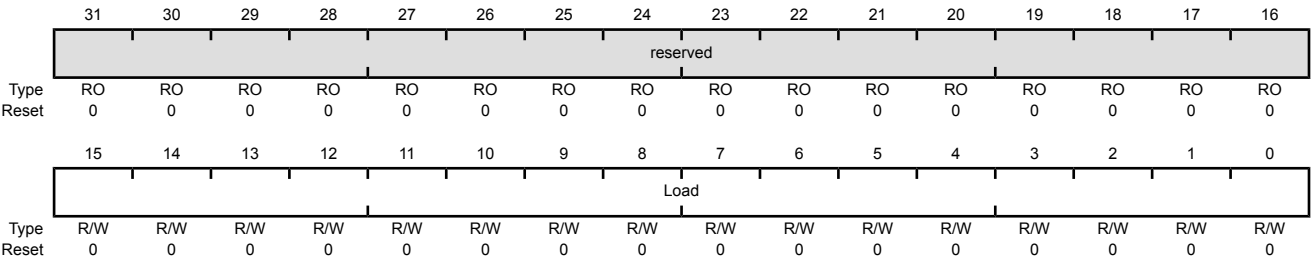 31 30 29 28 27 26 25 24 23 22 21 20 19 18 17 16
reserved
Type RO RO RO RO RO RO RO RO RO RO RO RO RO RO RO RO
Reset 0 0 0 0 0 0 0 0 0 0 0 0 0 0 0 0
15 14 13 12 11 10 9 8 7 6 5 4 3 2 1 0
Load
Type R/W R/W R/W R/W R/W R/W R/W R/W R/W R/W R/W R/W R/W R/W R/W R/W
Reset 0 0 0 0 0 0 0 0 0 0 0 0 0 0 0 0